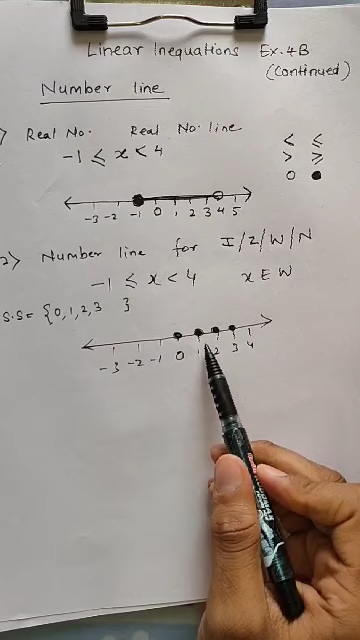 Linear Inequations Ex.4B
(Continued)
Number line
Real No. Real No. line
-1 ≤ x < 4
< ≤
> ≥
○ ●
-3 -2 -1 0 1 2 3 4 5
2) Number line for I/Z/W/N
-1 ≤ x < 4 x ∈ W
S.S = {0,1,2,3 }
-3 -2 -1 0 1 2 3 4